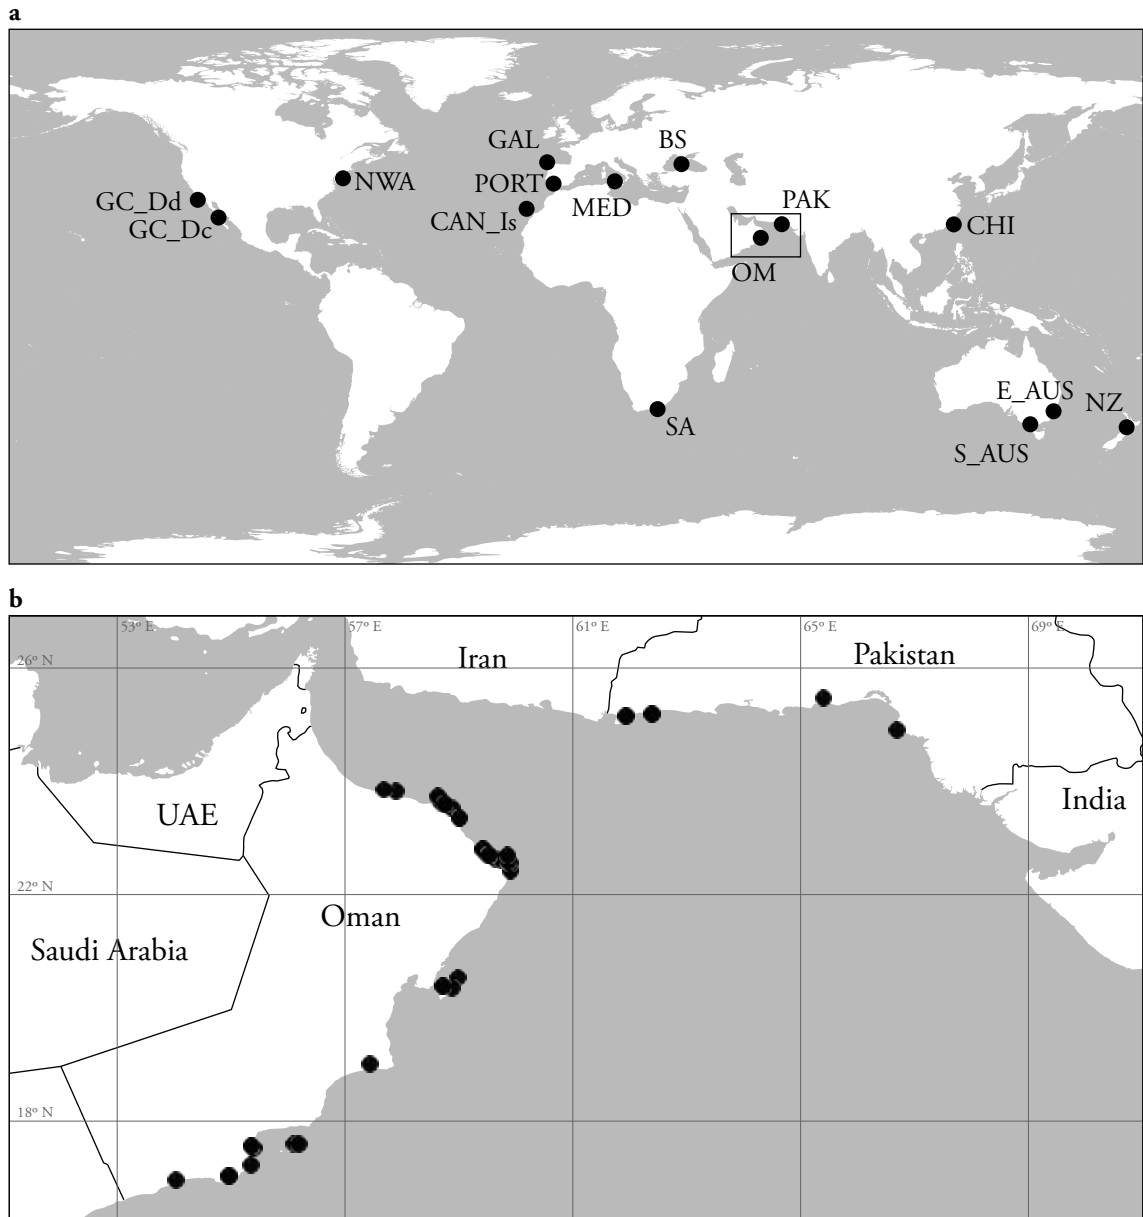 a
GAL
BS
NWA
PORT
GC_Dd
MED
PAK
CAN_Is
GC_Dc
CHI
OM
E_AUS
NZ
SA
S_AUS
b
53º E
57º E
61º E
65º E
69º E
26º N
Iran
Pakistan
UAE
India
22º N
Oman
Saudi Arabia
18º N